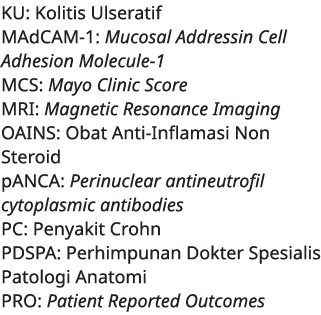 KU: Kolitis Ulseratif
MAdCAM-1: Mucosal Addressin Cell
Adhesion Molecule-1
MCS: Mayo Clinic Score
MRI: Magnetic Resonance Imaging
OAINS: Obat Anti-Inflamasi Non
Steroid
pANCA: Perinuclear antineutrofil
cytoplasmic antibodies
PC: Penyakit Crohn
PDSPA: Perhimpunan Dokter Spesialis
Patologi Anatomi
PRO: Patient Reported Outcomes